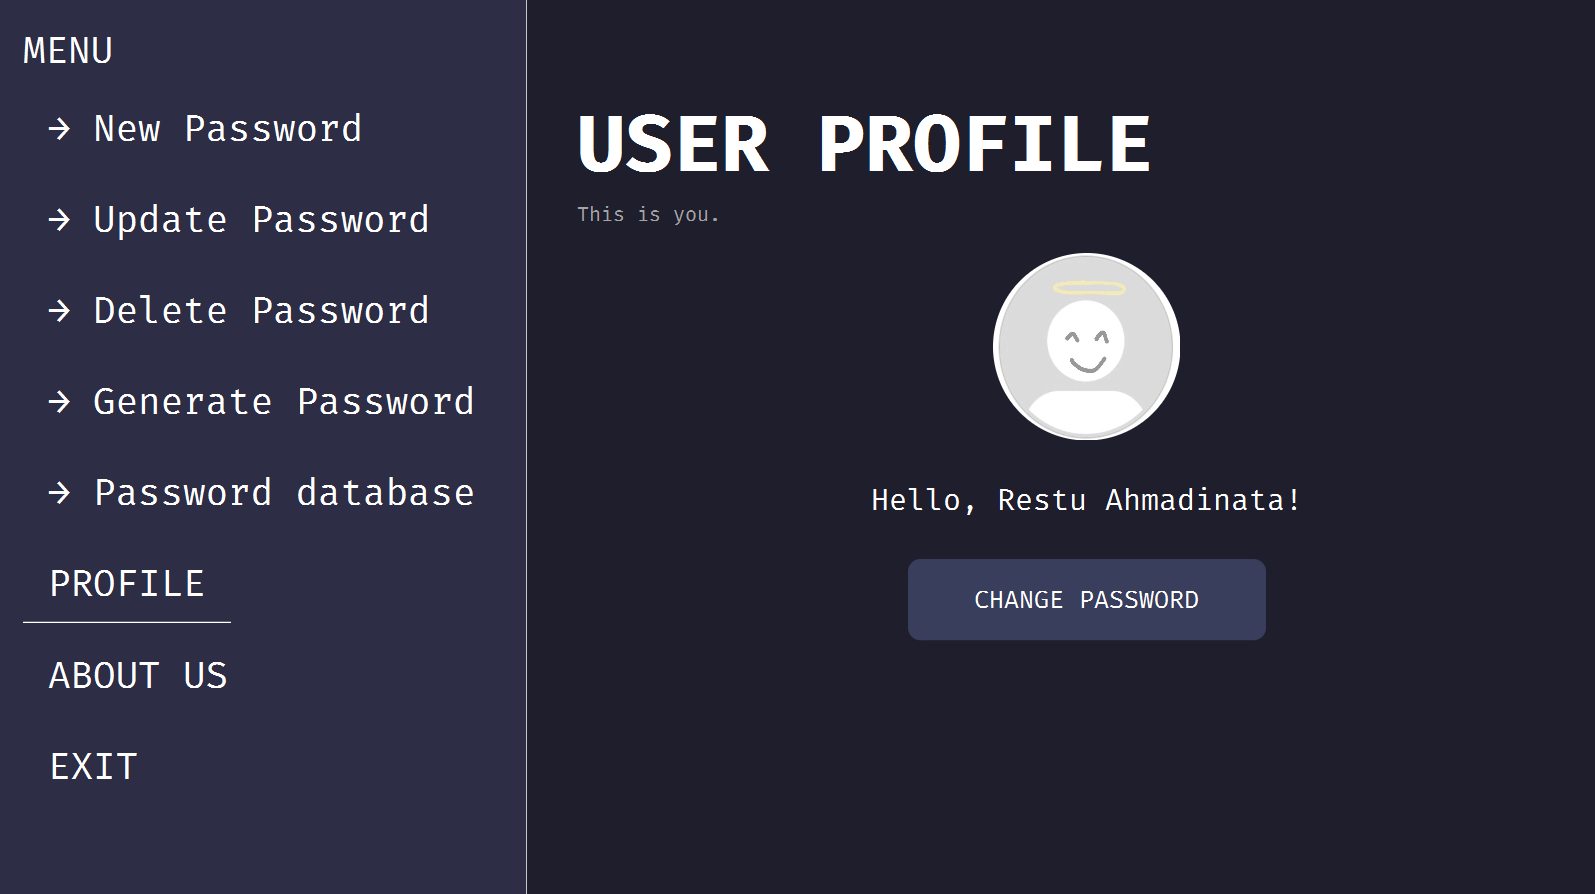 MENU
→ New Password
→ Update Password
→ Delete Password
→ Generate Password
→ Password database
PROFILE
ABOUT US
EXIT
USER PROFILE
This is you.
Hello, Restu Ahmadinata!
CHANGE PASSWORD